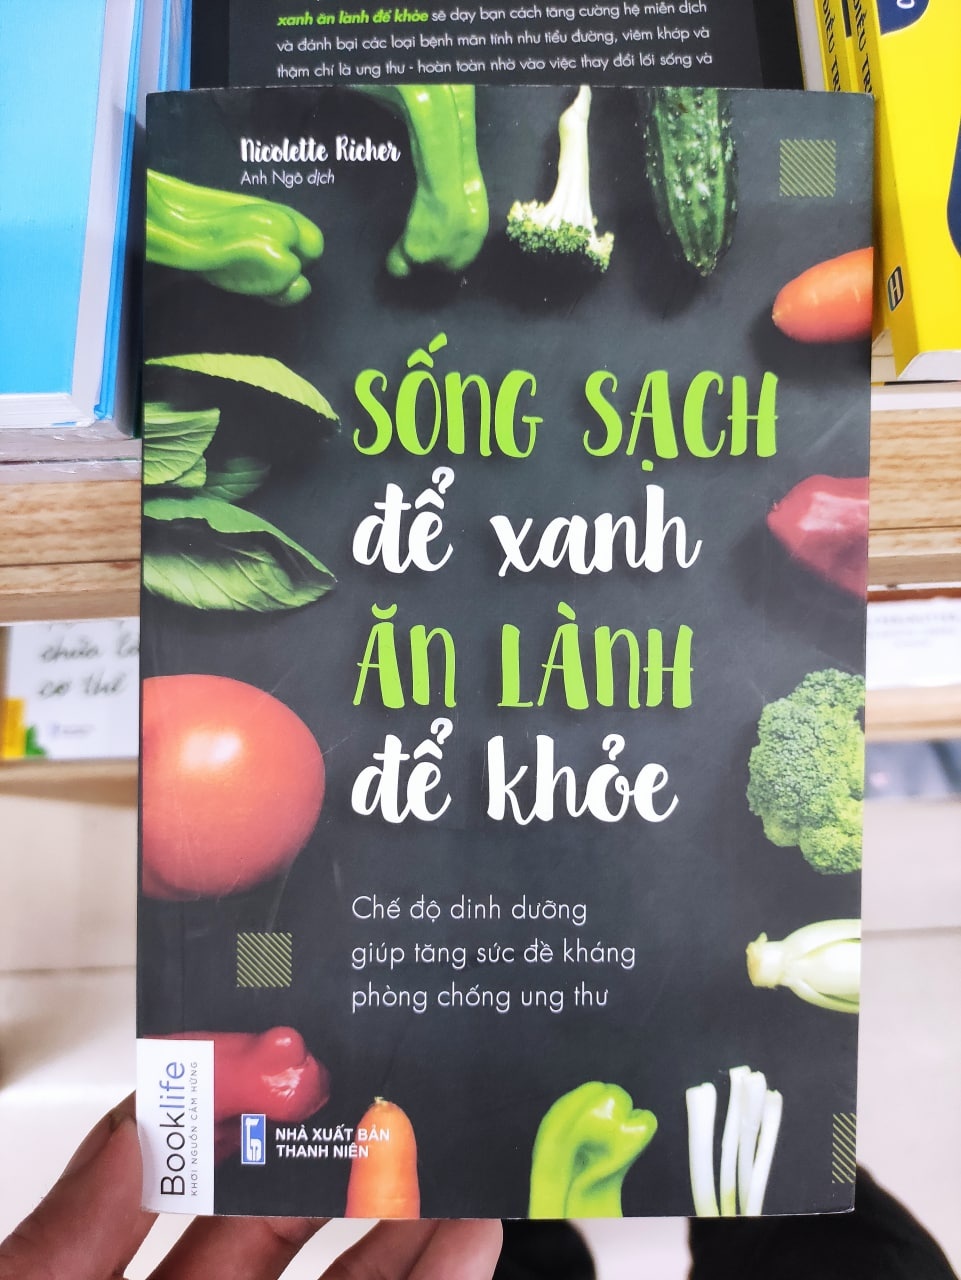 xanh ăn lành để khỏe sẽ dạy bạn cách tăng cường hệ miễn dịch
và đánh bại các loại bệnh mãn tính như tiểu đường, viêm khớp và
thậm chí là ung thư - hoàn toàn nhờ vào việc thay đổi lối sống và
Nicolette Richer
Anh Ngô dịch
SỐNG SẠCH
để xanh
ĂN LÀNH
để khỏe
Chế độ dinh dưỡng
giúp tăng sức đề kháng
phòng chống ung thư
Booklife
KHƠI NGUỒN CẢM HỨNG
NHÀ XUẤT BẢN
THANH NIÊN
chữa
cơ thể